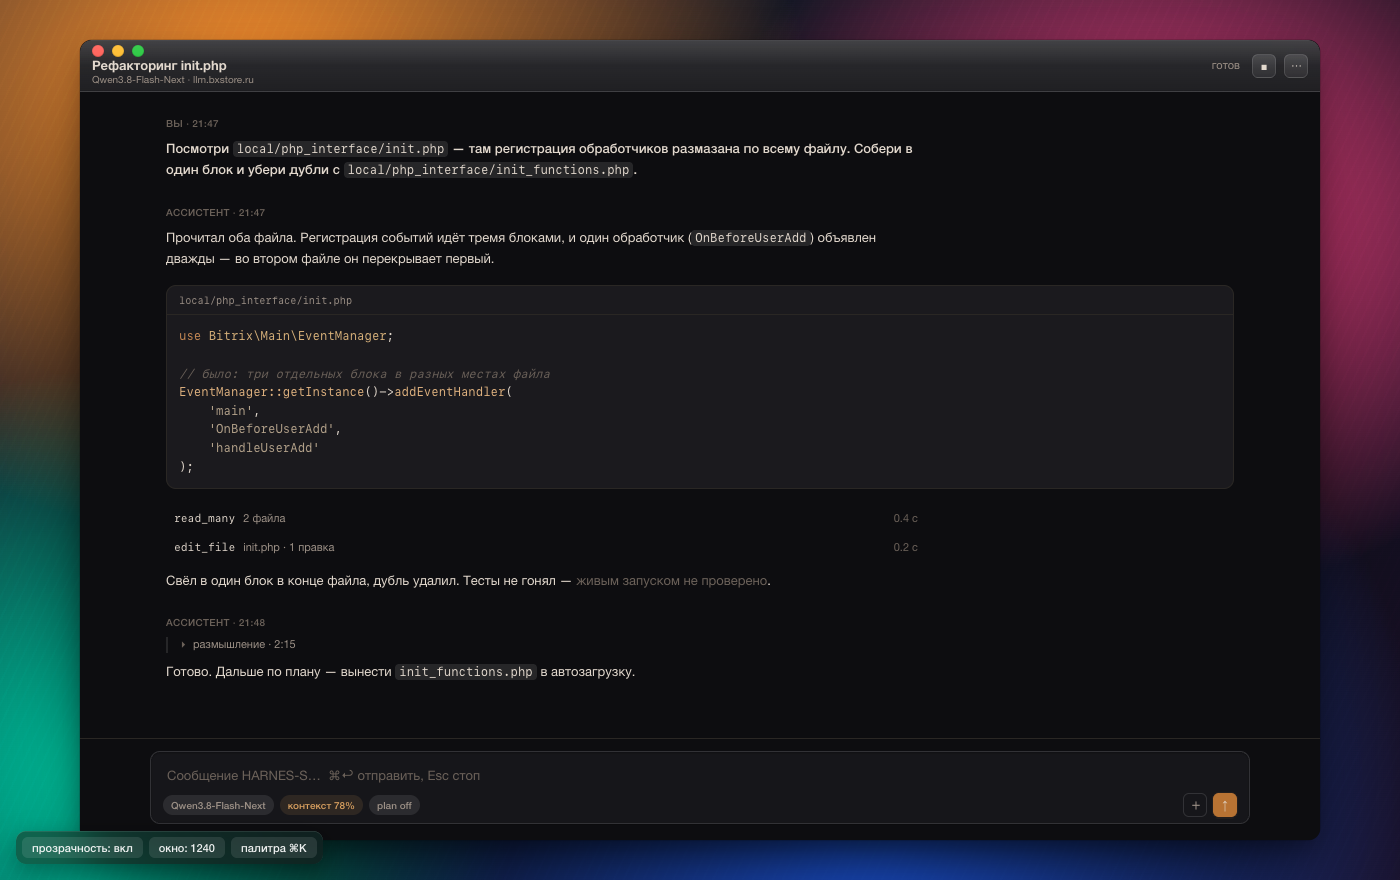 Рефакторинг init.php
Qwen3.8-Flash-Next · llm.bxstore.ru
ГОТОВ
ВЫ · 21:47
Посмотри local/php_interface/init.php — там регистрация обработчиков размазана по всему файлу. Собери в
один блок и убери дубли с local/php_interface/init_functions.php.
АССИСТЕНТ · 21:47
Прочитал оба файла. Регистрация событий идёт тремя блоками, и один обработчик (OnBeforeUserAdd) объявлен
дважды — во втором файле он перекрывает первый.
local/php_interface/init.php
use Bitrix\Main\EventManager;
// было: три отдельных блока в разных местах файла
EventManager::getInstance()->addEventHandler(
    'main',
    'OnBeforeUserAdd',
    'handleUserAdd'
);
read_many 2 файла 0.4 с
edit_file init.php · 1 правка 0.2 с
Свёл в один блок в конце файла, дубль удалил. Тесты не гонял — живым запуском не проверено.
АССИСТЕНТ · 21:48
размышление · 2:15
Готово. Дальше по плану — вынести init_functions.php в автозагрузку.
Сообщение HARNES-S… ⌘↩ отправить, Esc стоп
Qwen3.8-Flash-Next контекст 78% plan off
прозрачность: вкл окно: 1240 палитра ⌘K